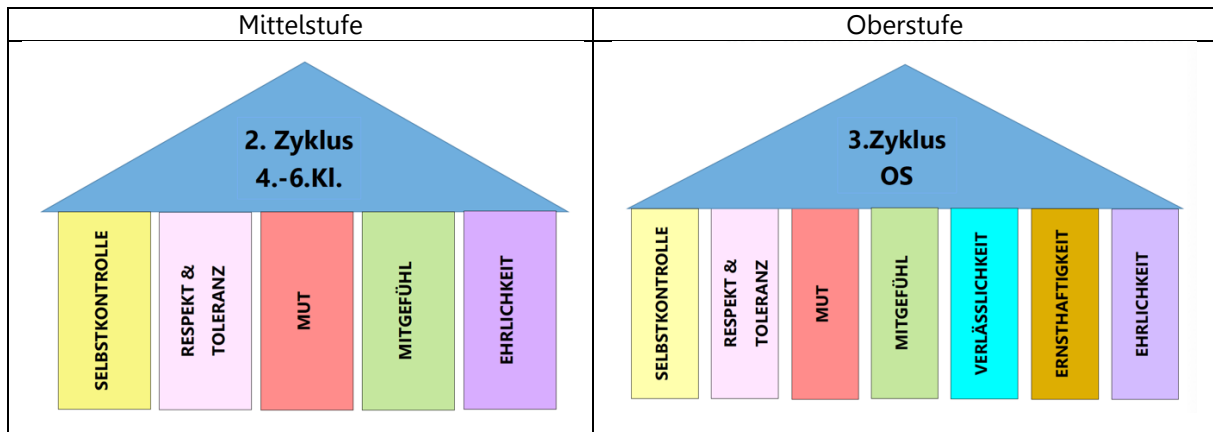 Mittelstufe
Oberstufe
2. Zyklus
4.-6.Kl.
SELBSTKONTROLLE
RESPEKT &
TOLERANZ
MUT
MITGEFÜHL
EHRLICHKEIT
3.Zyklus
OS
SELBSTKONTROLLE
RESPEKT &
TOLERANZ
MUT
MITGEFÜHL
VERLÄSSLICHKEIT
ERNSTHAFTIGKEIT
EHRLICHKEIT